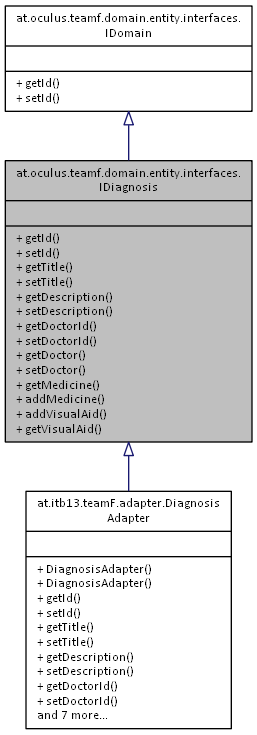 at.oculus.teamf.domain.entity.interfaces.
IDomain
+ getId()
+ setId()
at.oculus.teamf.domain.entity.interfaces.
IDiagnosis
+ getId()
+ setId()
+ getTitle()
+ setTitle()
+ getDescription()
+ setDescription()
+ getDoctorId()
+ setDoctorId()
+ getDoctor()
+ setDoctor()
+ getMedicine()
+ addMedicine()
+ addVisualAid()
+ getVisualAid()
at.itb13.teamF.adapter.Diagnosis
Adapter
+ DiagnosisAdapter()
+ DiagnosisAdapter()
+ getId()
+ setId()
+ getTitle()
+ setTitle()
+ getDescription()
+ setDescription()
+ getDoctorId()
+ setDoctorId()
and 7 more...